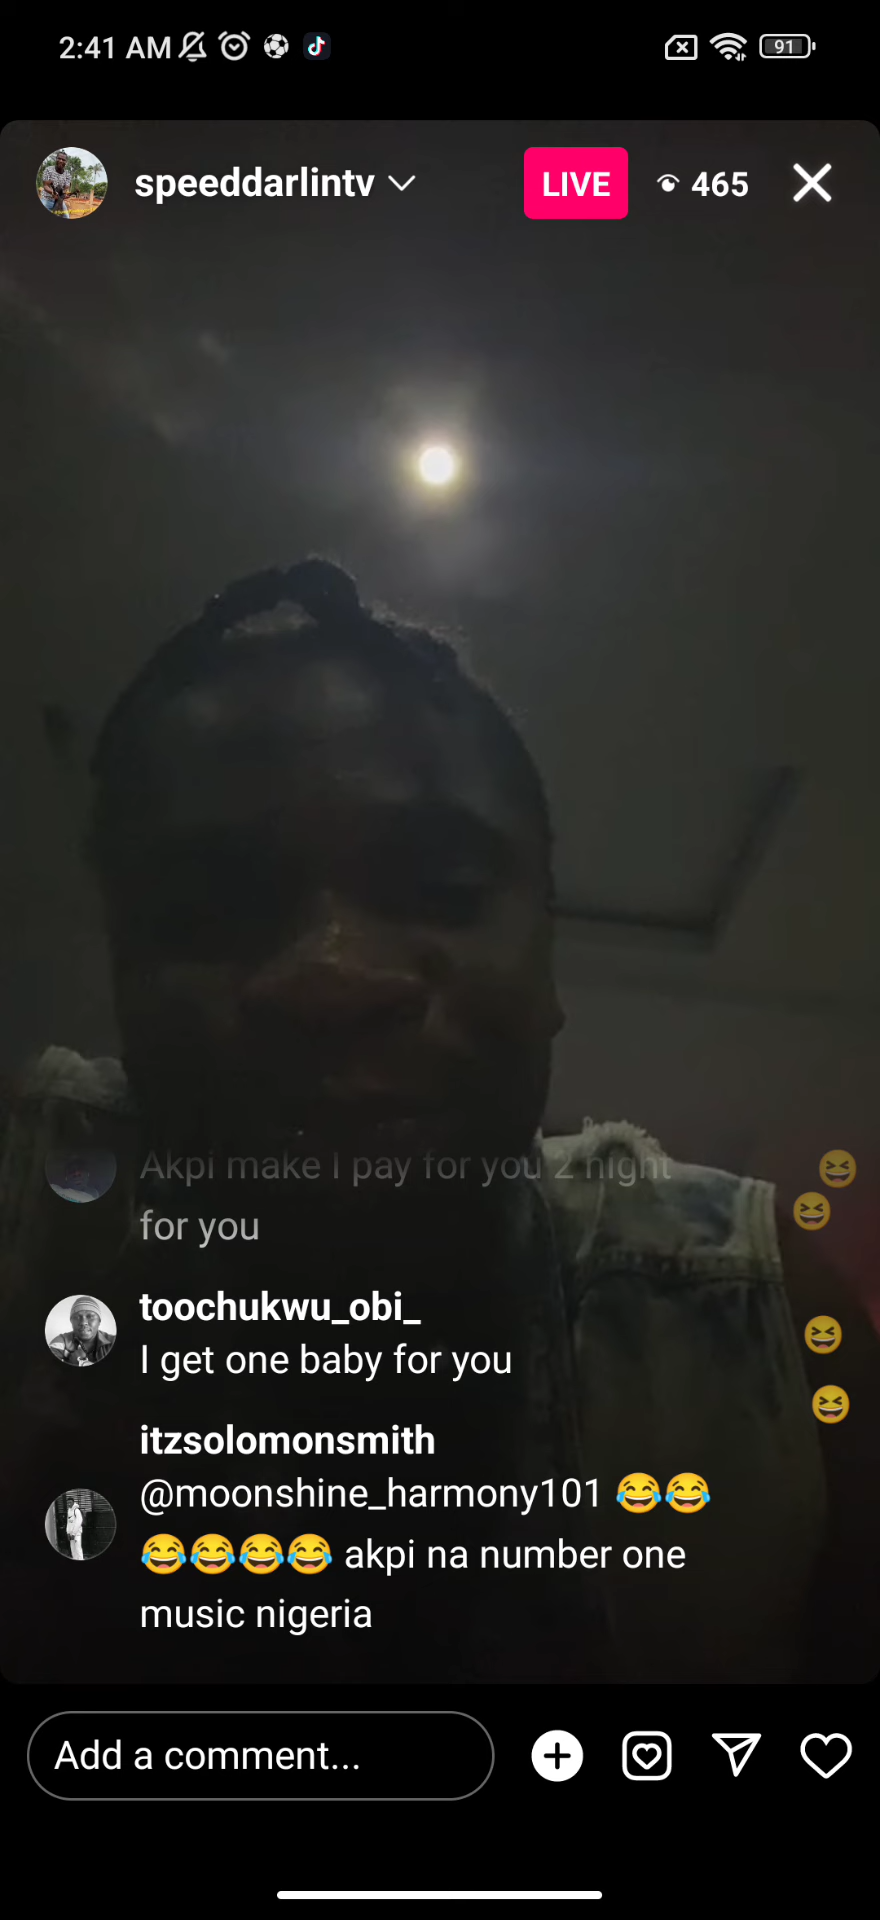 2:41 AM
91
speeddarlintv
LIVE
465
Akpi make I pay for you 2 night
for you
toochukwu_obi_
I get one baby for you
itzsolomonsmith
@moonshine_harmony101 😂😂
😂😂😂😂 akpi na number one
music nigeria
Add a comment...